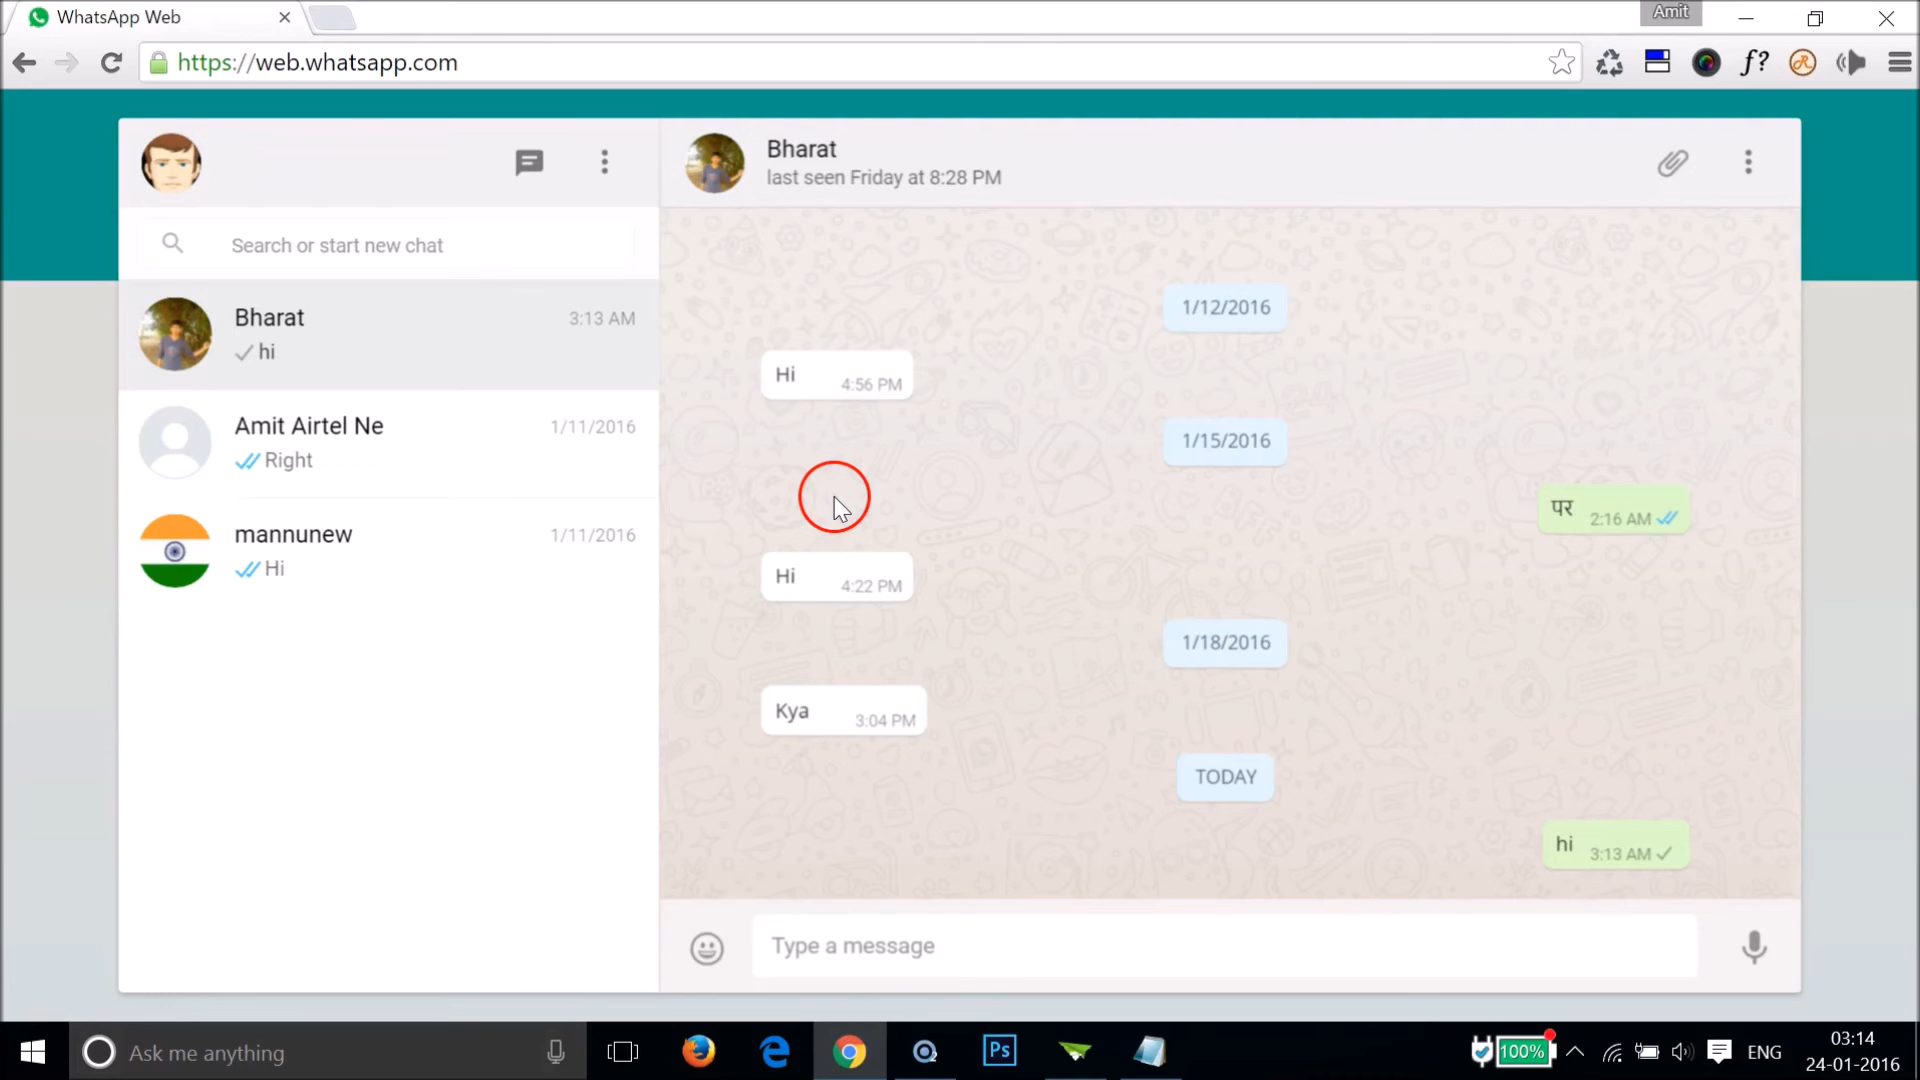 WhatsApp Web
Amit
https://web.whatsapp.com
f?
Bharat
last seen Friday at 8:28 PM
Search or start new chat
Bharat
3:13 AM
hi
Amit Airtel Ne
1/11/2016
Right
mannunew
1/11/2016
Hi
1/12/2016
Hi 4:56 PM
1/15/2016
पर 2:16 AM
Hi 4:22 PM
1/18/2016
Kya 3:04 PM
TODAY
hi 3:13 AM
Type a message
Ask me anything
Ps
100%
ENG
03:14
24-01-2016